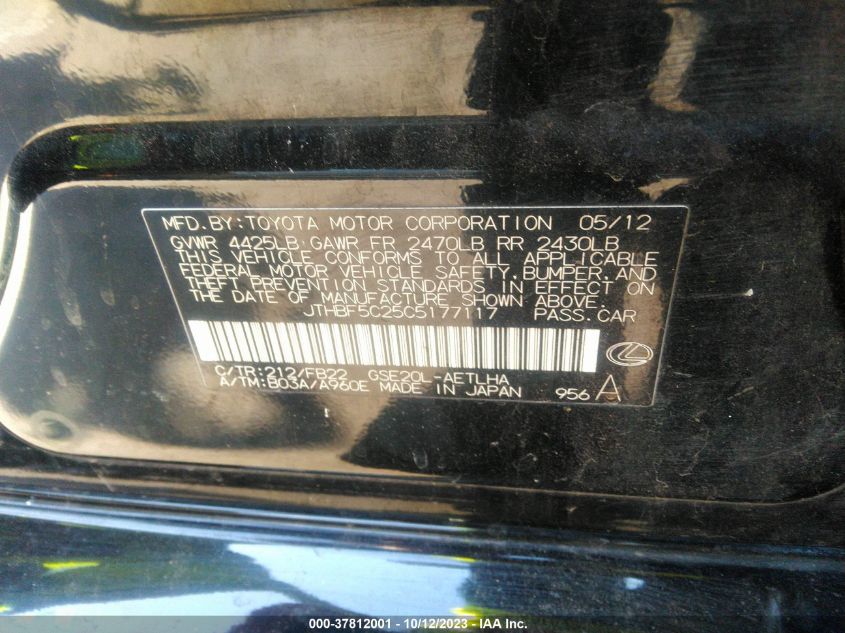 MFD.BY:TOYOTA MOTOR CORPORATION 05/12
GVWR 4425LB GAWR FR 2470LB RR 2430LB
THIS VEHICLE CONFORMS TO ALL APPLICABLE
FEDERAL MOTOR VEHICLE SAFETY, BUMPER, AND
THEFT PREVENTION STANDARDS IN EFFECT ON
THE DATE OF MANUFACTURE SHOWN ABOVE.
JTHBF5C25C5177117 PASS.CAR
C/TR:212/FB22 GSE20L-AETLHA
A/TM:B03A/A960E MADE IN JAPAN 956 A
000-37812001 - 10/12/2023 - IAA Inc.